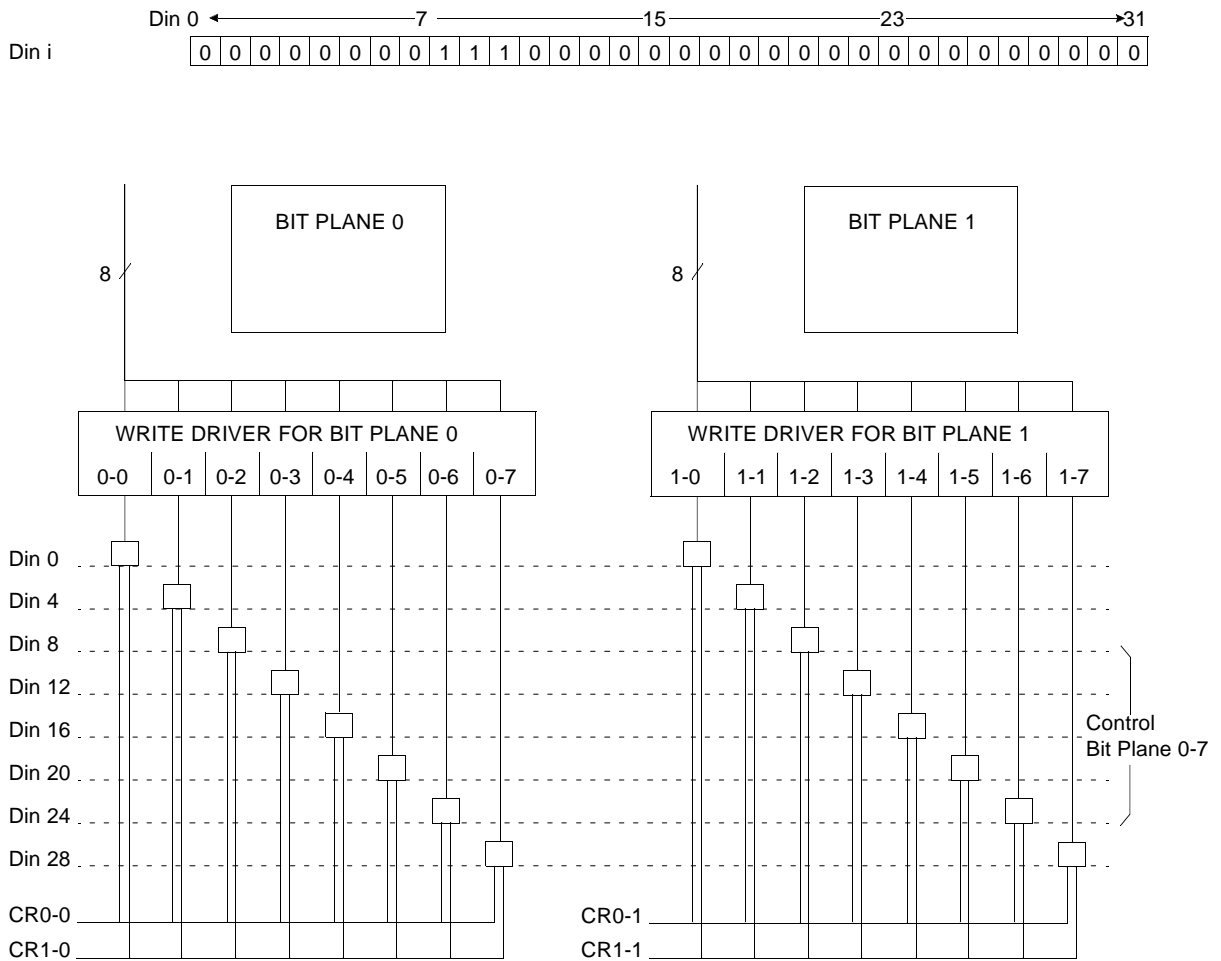 Din 0 7 15 23 31
Din i 0 0 0 0 0 0 0 0 1 1 1 0 0 0 0 0 0 0 0 0 0 0 0 0 0 0 0 0 0 0 0 0
BIT PLANE 0 BIT PLANE 1
8 8
WRITE DRIVER FOR BIT PLANE 0 WRITE DRIVER FOR BIT PLANE 1
0-0 0-1 0-2 0-3 0-4 0-5 0-6 0-7 1-0 1-1 1-2 1-3 1-4 1-5 1-6 1-7
Din 0
Din 4
Din 8
Din 12
Din 16
Din 20
Din 24
Din 28
Control
Bit Plane 0-7
CR0-0 CR0-1
CR1-0 CR1-1